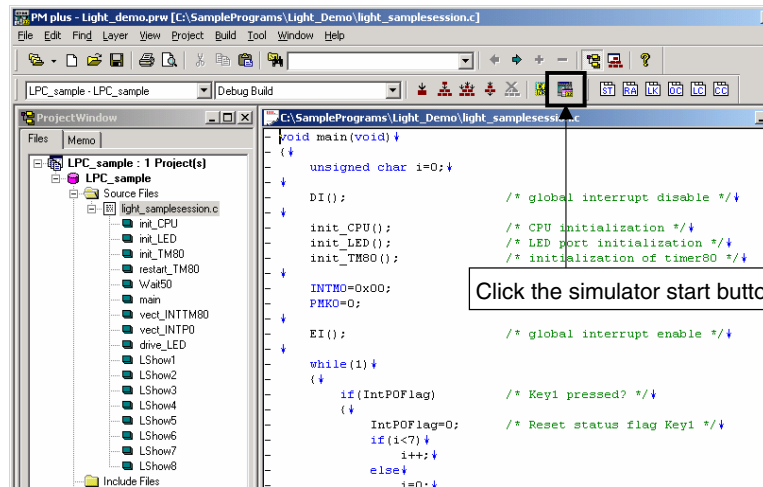 PM plus - Light_demo.prw [C:\SamplePrograms\Light_Demo\light_samplesession.c]
File Edit Find Layer View Project Build Tool Window Help
LPC_sample - LPC_sample Debug Build ST RA LK OC LC CC
ProjectWindow
Files Memo
LPC_sample : 1 Project(s)
LPC_sample
Source Files
light_samplesession.c
init_CPU
init_LED
init_TM80
restart_TM80
Wait50
main
vect_INTTM80
vect_INTP0
drive_LED
LShow1
LShow2
LShow3
LShow4
LShow5
LShow6
LShow7
LShow8
Include Files
C:\SamplePrograms\Light_Demo\light_samplesession.c
void main(void)
{
unsigned char i=0;
DI(); /* global interrupt disable */
init_CPU(); /* CPU initialization */
init_LED(); /* LED port initialization */
init_TM80(); /* initialization of timer80 */
INTM0=0x00;
PMK0=0;
Click the simulator start butto
EI(); /* global interrupt enable */
while(1)
{
if(IntP0Flag) /* Key1 pressed? */
{
IntP0Flag=0; /* Reset status flag Key1 */
if(i<7)
i++;
else
i=0;